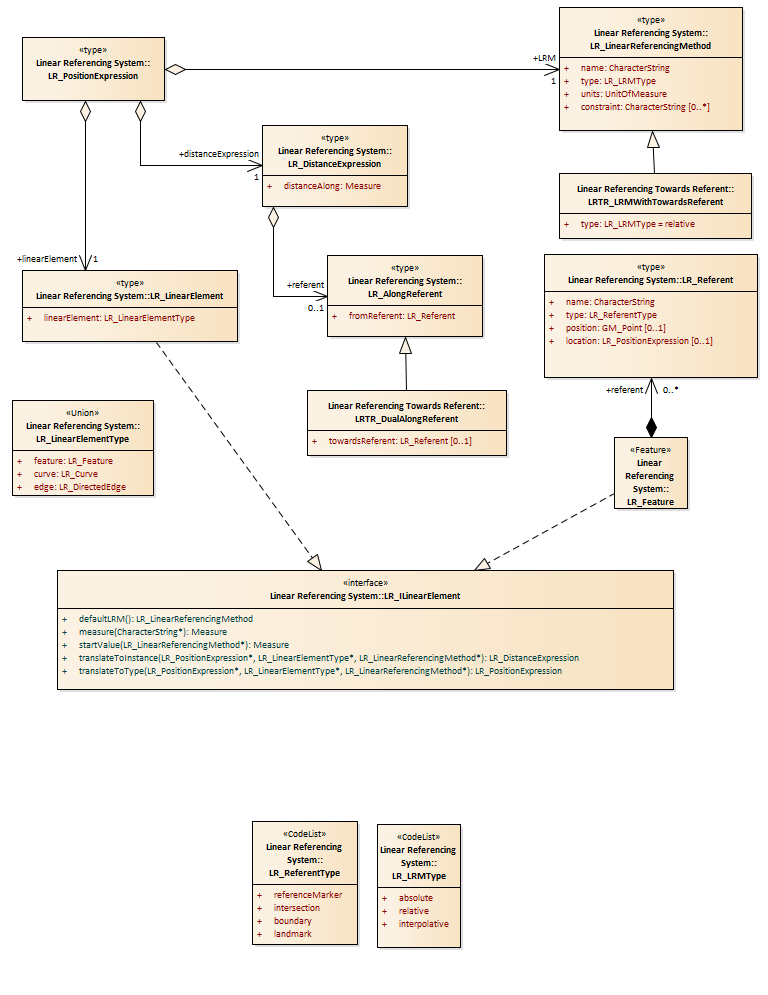 «type»
Linear Referencing System::
LR_PositionExpression
+LRM
1
«type»
Linear Referencing System::
LR_LinearReferencingMethod
+ name: CharacterString
+ type: LR_LRMType
+ units: UnitOfMeasure
+ constraint: CharacterString [0..*]
+distanceExpression
1
«type»
Linear Referencing System::
LR_DistanceExpression
+ distanceAlong: Measure
Linear Referencing Towards Referent::
LRTR_LRMWithTowardsReferent
+ type: LR_LRMType = relative
+linearElement
1
«type»
Linear Referencing System::LR_LinearElement
+ linearElement: LR_LinearElementType
+referent
0..1
«type»
Linear Referencing System::
LR_AlongReferent
+ fromReferent: LR_Referent
«type»
Linear Referencing System::LR_Referent
+ name: CharacterString
+ type: LR_ReferentType
+ position: GM_Point [0..1]
+ location: LR_PositionExpression [0..1]
+referent
0..*
«Union»
Linear Referencing System::
LR_LinearElementType
+ feature: LR_Feature
+ curve: LR_Curve
+ edge: LR_DirectedEdge
Linear Referencing Towards Referent::
LRTR_DualAlongReferent
+ towardsReferent: LR_Referent [0..1]
«Feature»
Linear
Referencing
System::
LR_Feature
«interface»
Linear Referencing System::LR_ILinearElement
+ defaultLRM(): LR_LinearReferencingMethod
+ measure(CharacterString*): Measure
+ startValue(LR_LinearReferencingMethod*): Measure
+ translateToInstance(LR_PositionExpression*, LR_LinearElementType*, LR_LinearReferencingMethod*): LR_DistanceExpression
+ translateToType(LR_PositionExpression*, LR_LinearElementType*, LR_LinearReferencingMethod*): LR_PositionExpression
«CodeList»
Linear Referencing
System::
LR_ReferentType
+ referenceMarker
+ intersection
+ boundary
+ landmark
«CodeList»
Linear Referencing
System::
LR_LRMType
+ absolute
+ relative
+ interpolative